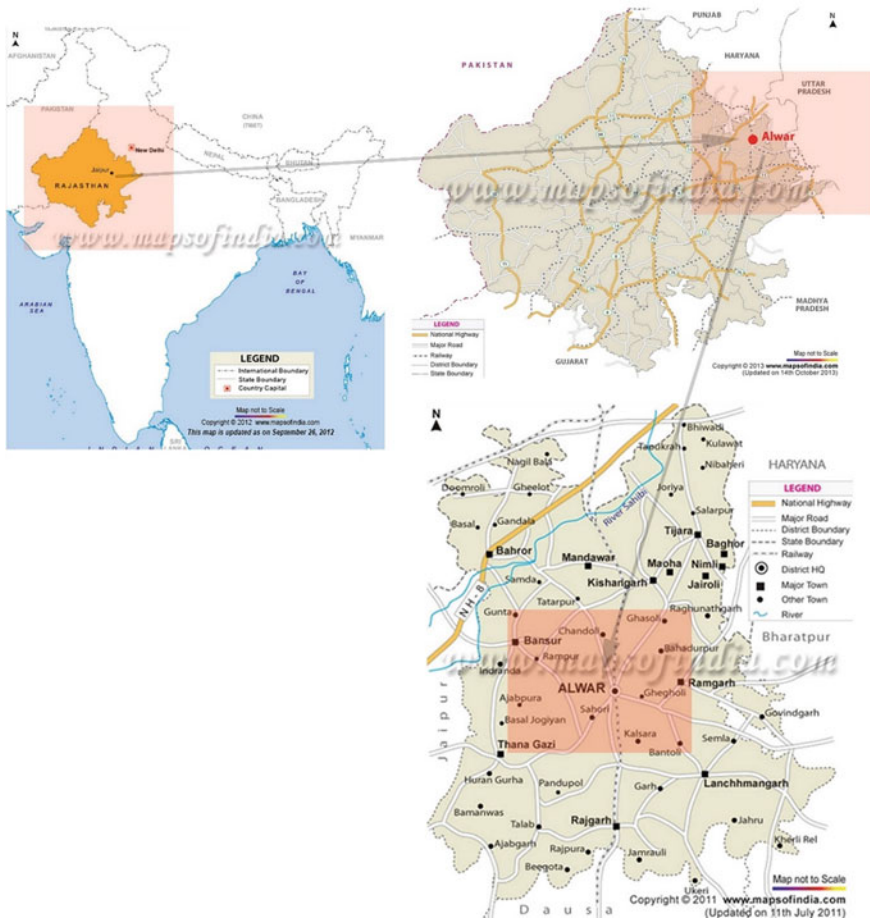 N
AFGHANISTAN
PAKISTAN
CHINA
(TIBET)
New Delhi
NEPAL
BHUTAN
Jaipur
RAJASTHAN
BANGLADESH
MYANMAR
www.mapsofindia.com
ARABIAN
SEA
BAY
OF
BENGAL
LEGEND
International Boundary
State Boundary
Country Capital
Map not to Scale
Copyright © 2012 www.mapsofindia.com
This map is updated as on September 26, 2012
SRI
N
PUNJAB
HARYANA
PAKISTAN
UTTAR
PRADESH
Alwar
www.mapsofindia.com
MADHYA
PRADESH
GUJARAT
LEGEND
National Highway
Major Road
Railway
District Boundary
State Boundary
Map not to Scale
Copyright © 2013 www.mapsofindia.com
(Updated on 14th October 2013)
N
Bhiwadi
Tapukrah
Kulawat
Nagil Bala
Nibaheri
HARYANA
Doomroli
Gheelot
Joriya
River Sahibi
Salarpur
Basal
Gandala
Tijara
Baghor
Bahror
Mandawar
Maoha
Nimli
Kishangarh
Jairoli
Samda
Tatarpur
NH-8
Gunta
Ghasoli
Raghunathgarh
Chandoli
Bharatpur
Bansur
Bahadurpur
Rampur
www.mapsofindia.com
Indranda
ALWAR
Ramgarh
Ghegholi
Ajabpura
Sahori
Govindgarh
Basal Jogiyan
Kalsara
Semla
Jaipur
Thana Gazi
Bantoli
Huran Gurha
Pandupol
Garh
Lanchhmangarh
Bamanwas
Talab
Rajgarh
Jahru
Ajabgarh
Rajpura
Jamrauli
Kherli Rel
Beegota
Ukeri
Dausa
LEGEND
National Highway
Major Road
District Boundary
State Boundary
Railway
District HQ
Major Town
Other Town
River
Map not to Scale
Copyright © 2011 www.mapsofindia.com
(Updated on 11th July 2011)